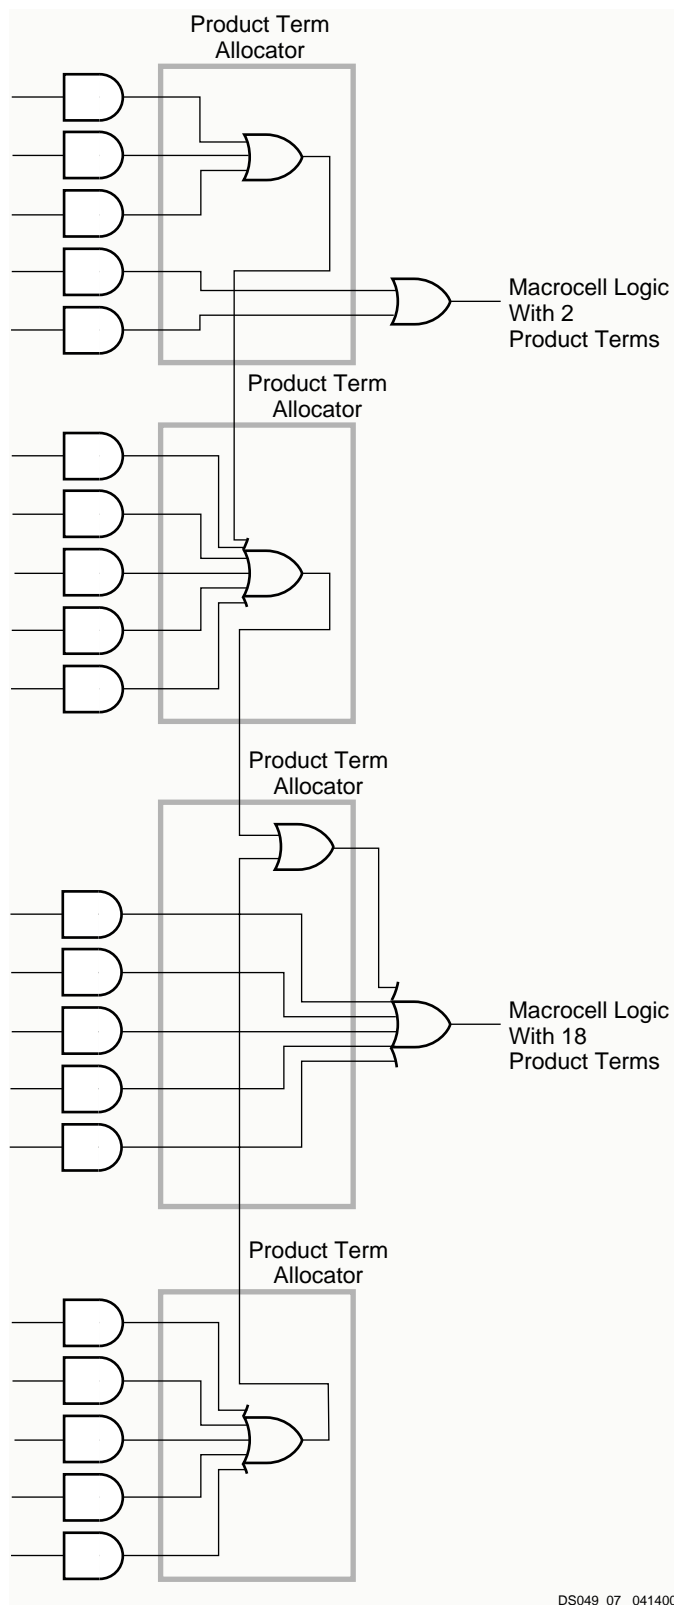 Product Term
Allocator
Macrocell Logic
With 2
Product Terms
Product Term
Allocator
Product Term
Allocator
Macrocell Logic
With 18
Product Terms
Product Term
Allocator
DS049_07_041400